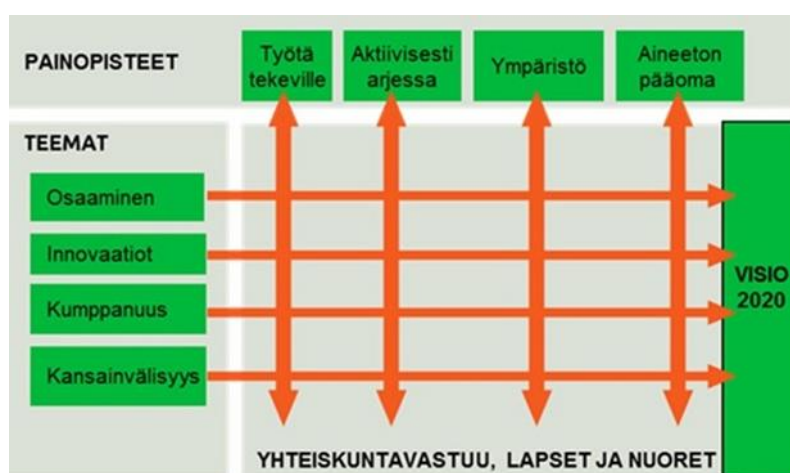 PAINOPISTEET
Työtä
tekeville
Aktiivisesti
arjessa
Ympäristö
Aineeton
pääoma
TEEMAT
Osaaminen
Innovaatiot
Kumppanuus
Kansainvälisyys
VISIO
2020
YHTEISKUNTAVASTUU, LAPSET JA NUORET